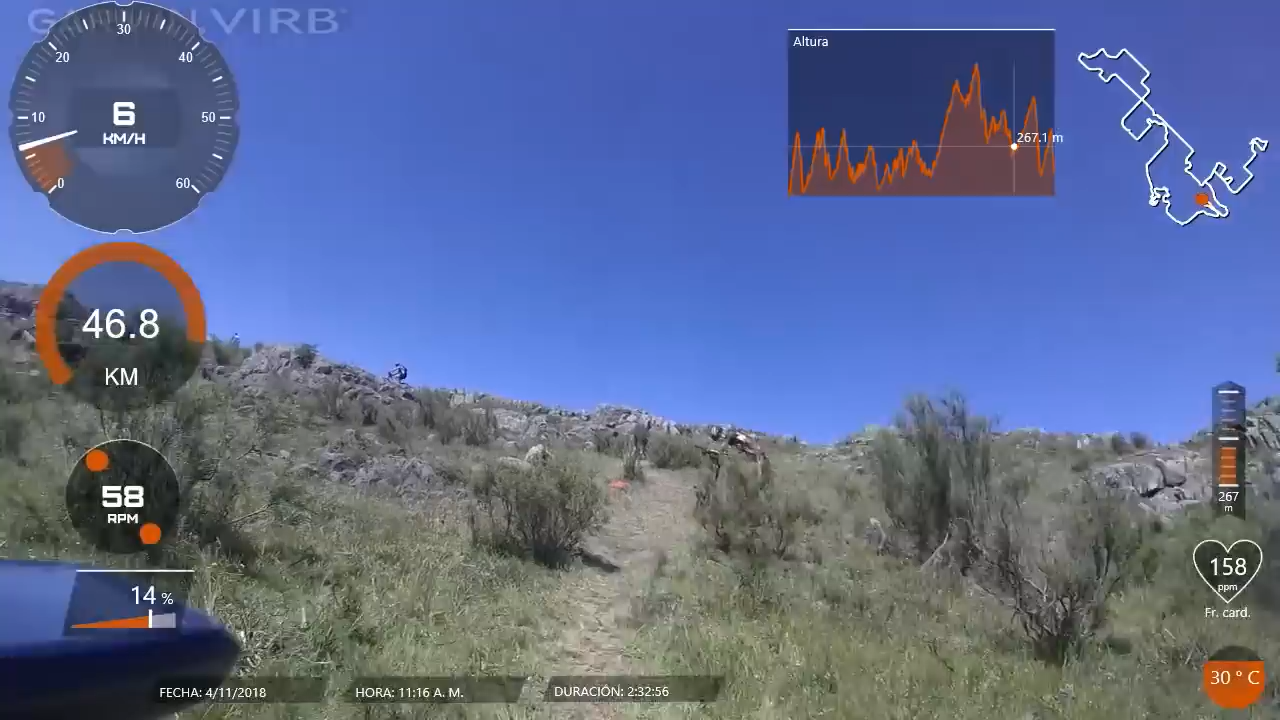 GARMIN VIRB
30
20
40
10
50
6
KM/H
0
60
Altura
267.1 m
46.8
KM
58
RPM
14 %
267
m
158
ppm
Fr. card.
30 ° C
FECHA: 4/11/2018
HORA: 11:16 A. M.
DURACIÓN: 2:32:56